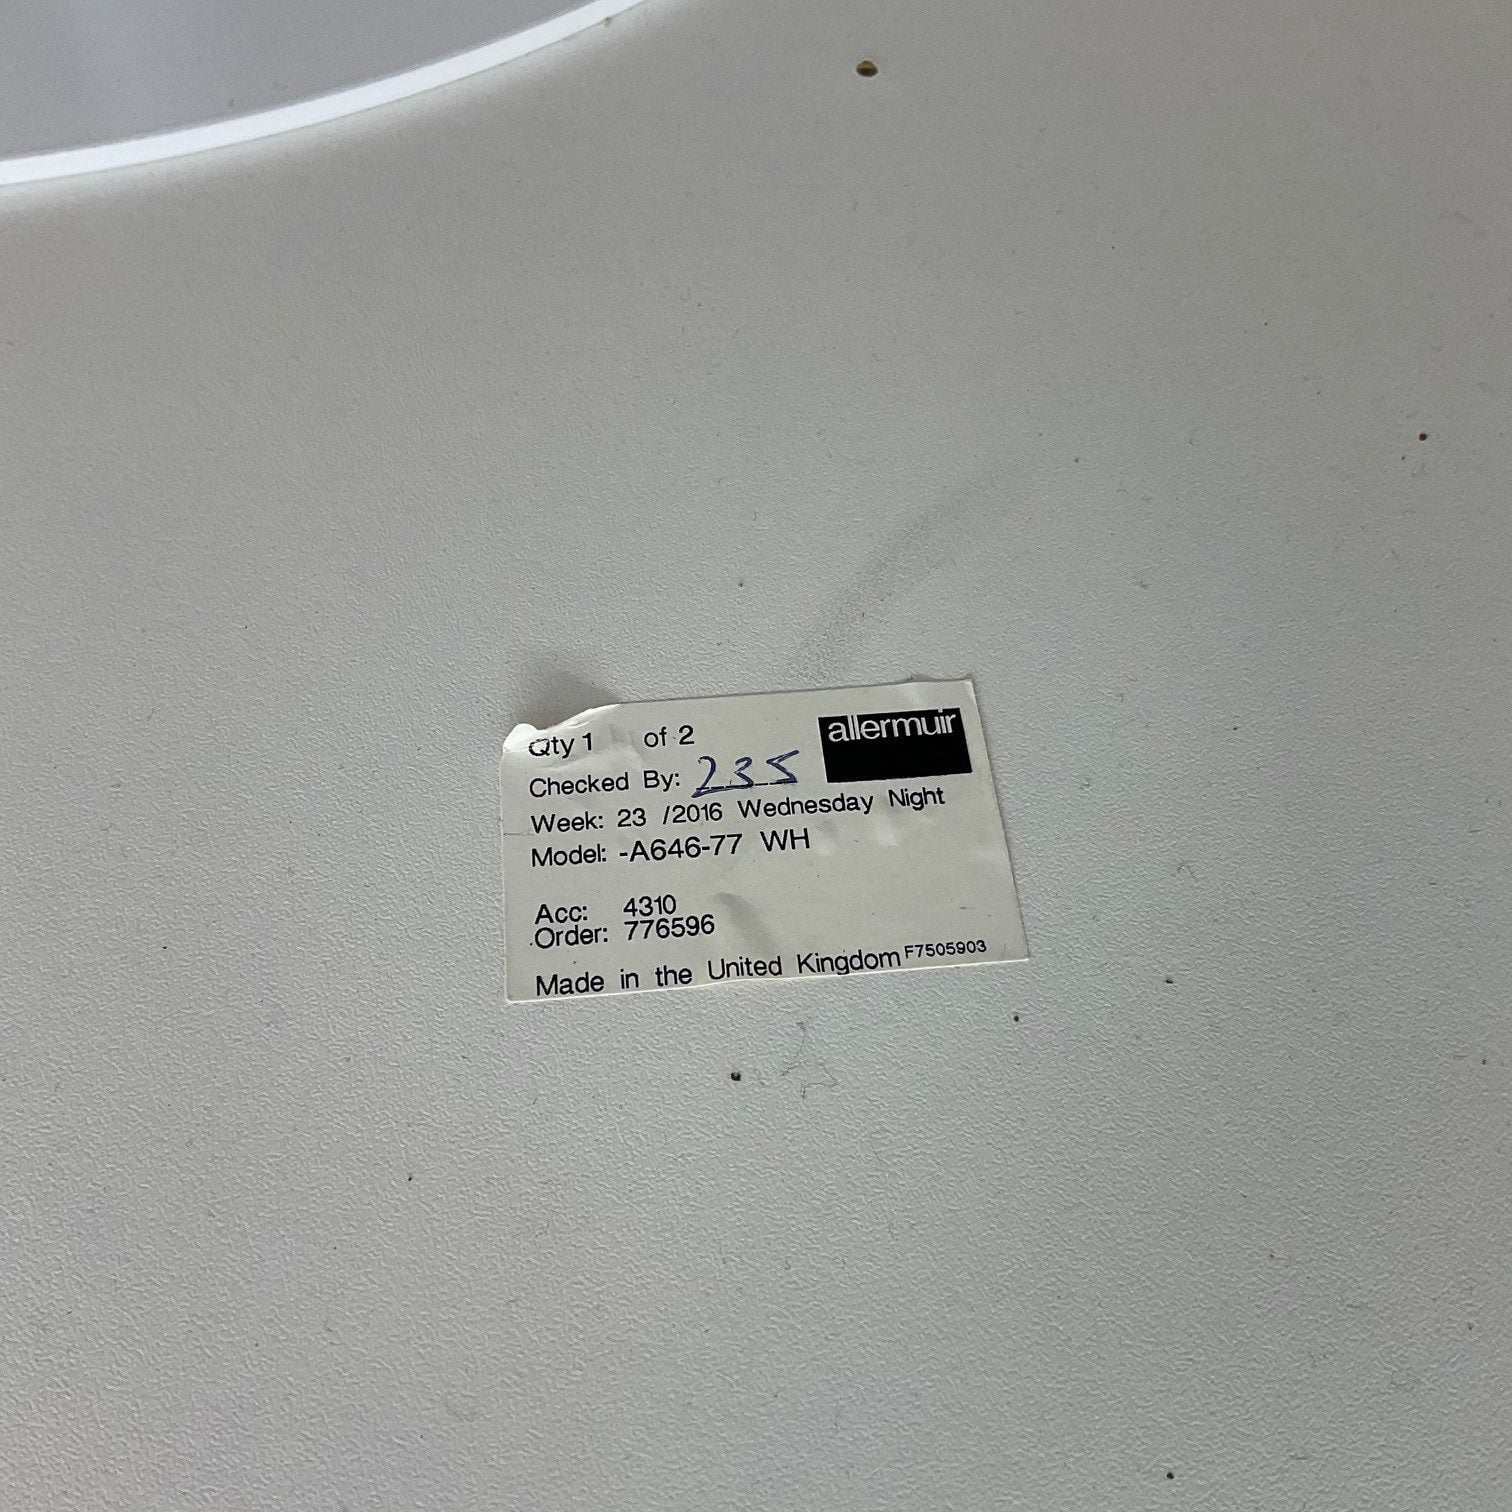 Qty 1 of 2
allermuir
Checked By: 235
Week: 23 /2016 Wednesday Night
Model: -A646-77 WH
Acc: 4310
Order: 776596
Made in the United Kingdom F7505903